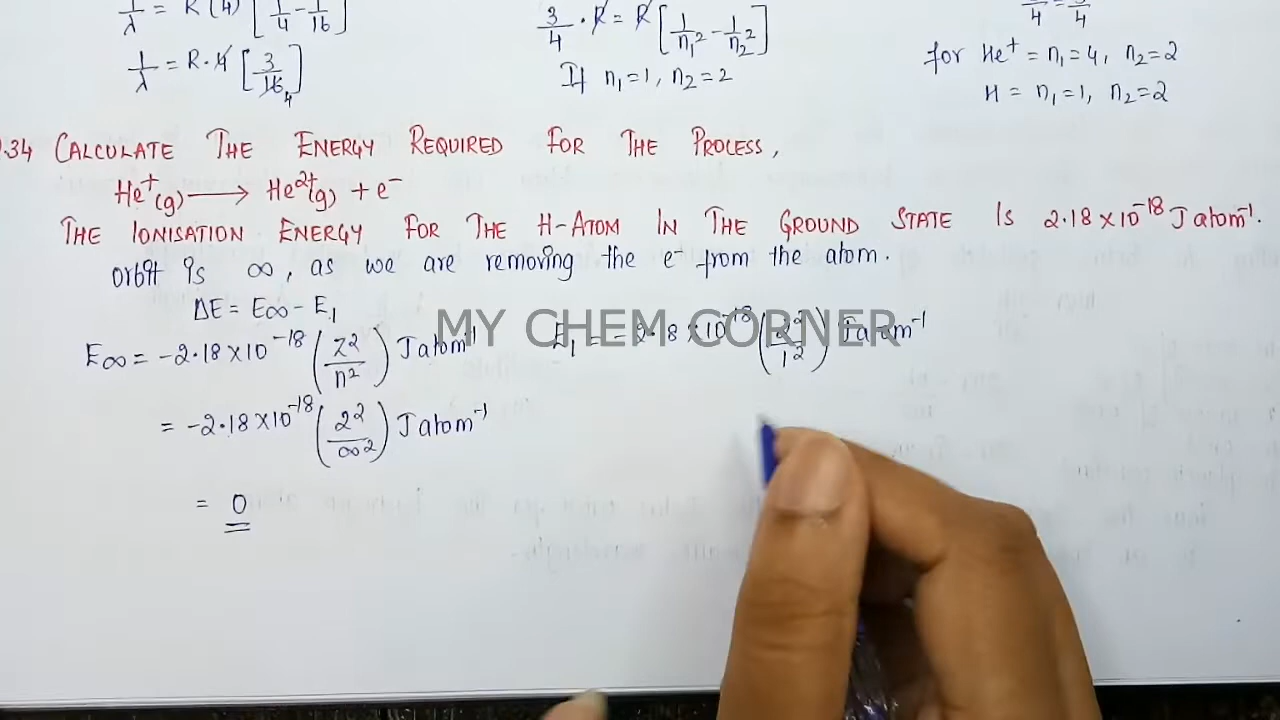 1/λ = R(4) [1/4 - 1/16]
1/λ = R·4 [3/16 4]
3/4 · R = R [1/n₁² - 1/n₂²]
If n₁=1, n₂=2
for He⁺ = n₁=4, n₂=2
H = n₁=1, n₂=2
.34 CALCULATE THE ENERGY REQUIRED FOR THE PROCESS,
He⁺(g) ⟶ He²⁺(g) + e⁻
THE IONISATION ENERGY FOR THE H-ATOM IN THE GROUND STATE IS 2.18×10⁻¹⁸ J atom⁻¹.
orbit is ∞, as we are removing the e⁻ from the atom.
ΔE = E∞ - E₁
MY CHEM CORNER
E∞ = -2.18×10⁻¹⁸ (Z²/n²) J atom⁻¹
E₁ = -2.18×10⁻¹⁸ (2²/1²) J atom⁻¹
= -2.18×10⁻¹⁸ (2²/∞²) J atom⁻¹
= 0